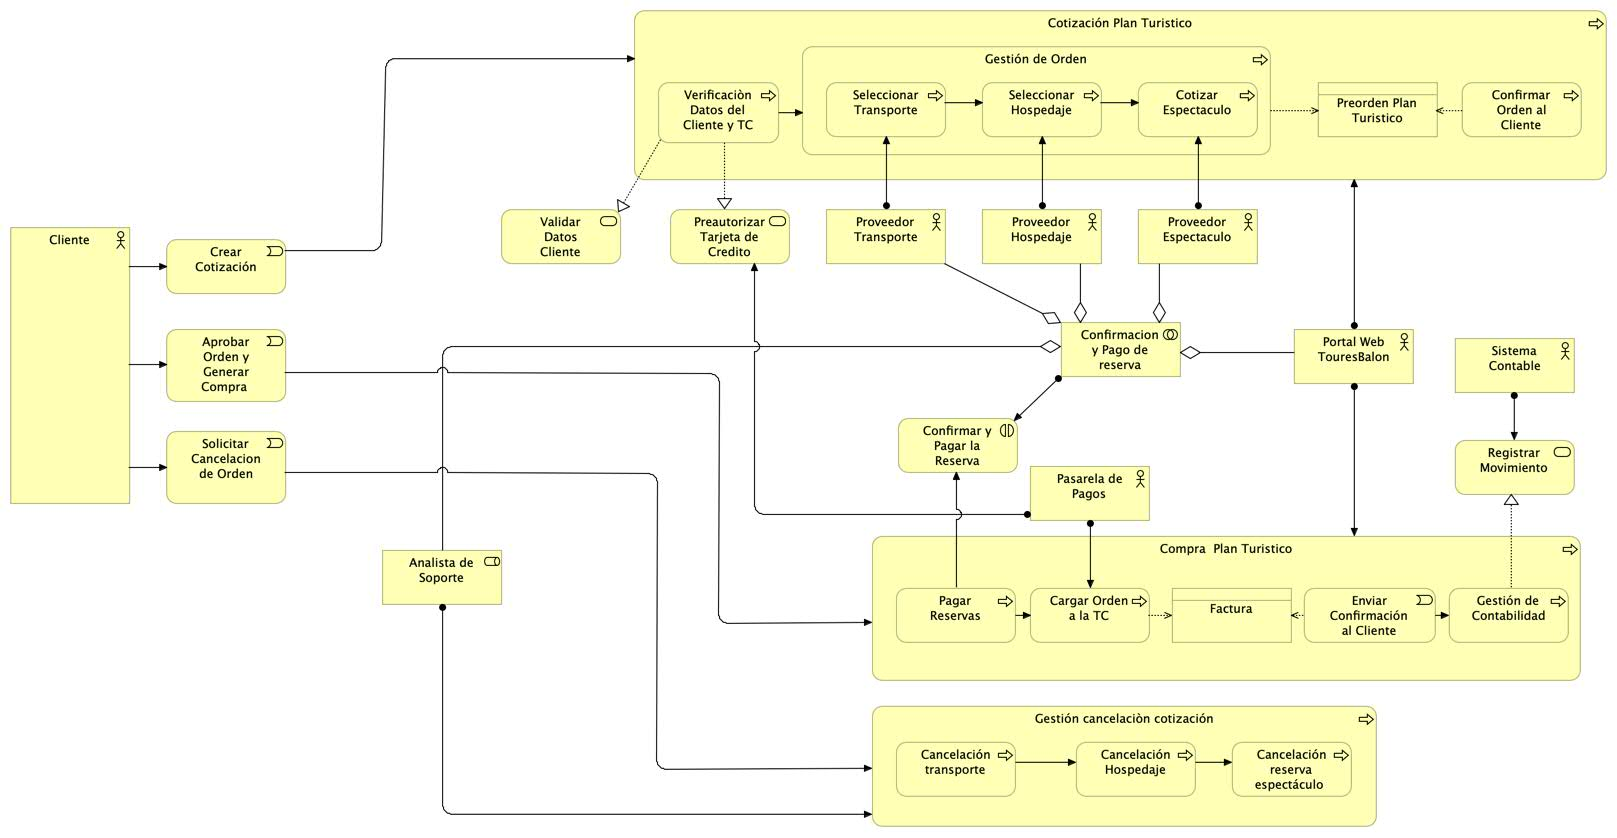 Cotización Plan Turistico
Gestión de Orden
Verificaciòn
Datos del
Cliente y TC
Seleccionar
Transporte
Seleccionar
Hospedaje
Cotizar
Espectaculo
Preorden Plan
Turistico
Confirmar
Orden al
Cliente
Validar
Datos
Cliente
Preautorizar
Tarjeta de
Credito
Proveedor
Transporte
Proveedor
Hospedaje
Proveedor
Espectaculo
Cliente
Crear
Cotización
Aprobar
Orden y
Generar
Compra
Solicitar
Cancelacion
de Orden
Confirmacion
y Pago de
reserva
Portal Web
TouresBalon
Sistema
Contable
Confirmar y
Pagar la
Reserva
Registrar
Movimiento
Pasarela de
Pagos
Analista de
Soporte
Compra  Plan Turistico
Pagar
Reservas
Cargar Orden
a la TC
Factura
Enviar
Confirmación
al Cliente
Gestión de
Contabilidad
Gestión cancelaciòn cotización
Cancelación
transporte
Cancelación
Hospedaje
Cancelación
reserva
espectáculo